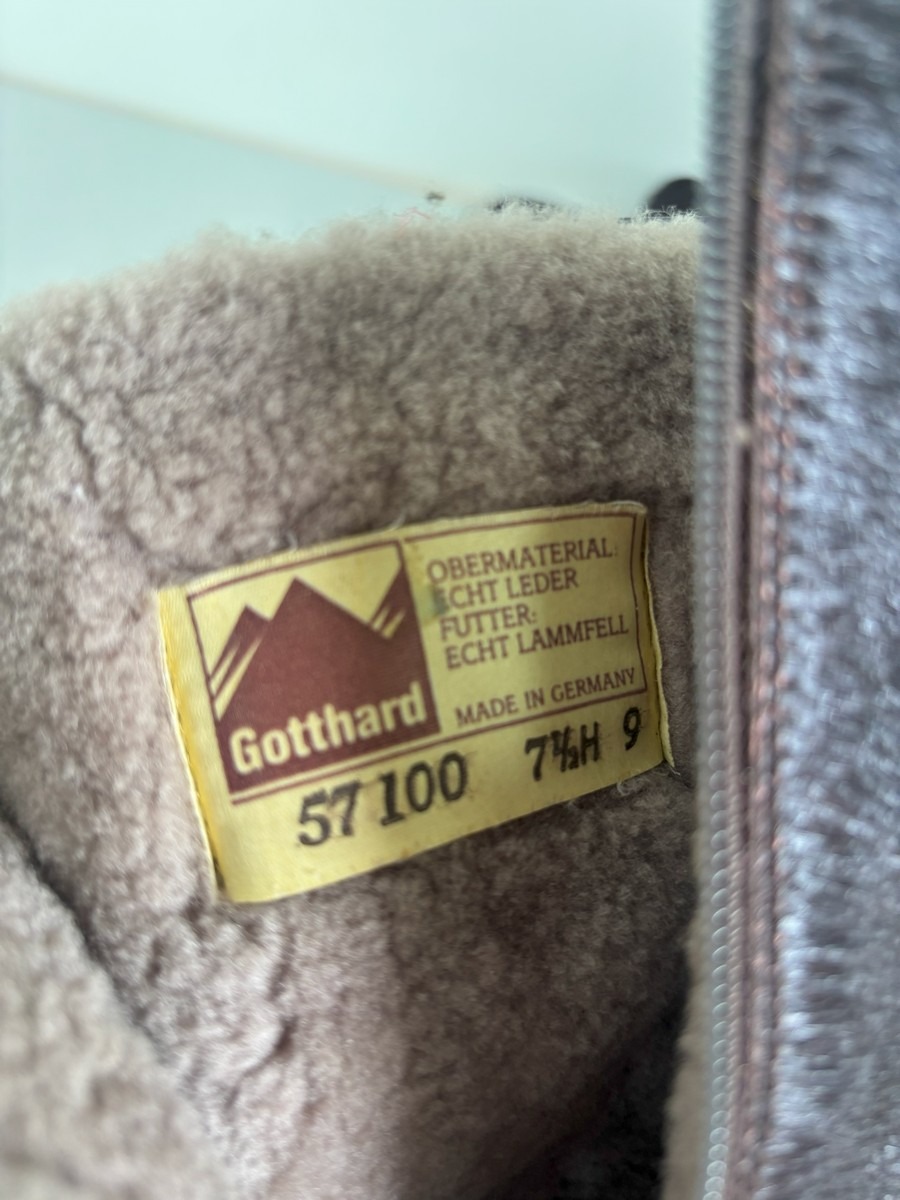 Gotthard
OBERMATERIAL:
ECHT LEDER
FUTTER:
ECHT LAMMFELL
MADE IN GERMANY
57 100 7½H 9